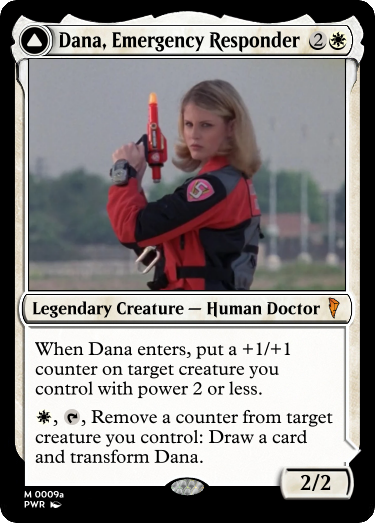 Dana, Emergency Responder 2
Legendary Creature — Human Doctor
When Dana enters, put a +1/+1
counter on target creature you
control with power 2 or less.
, , Remove a counter from target
creature you control: Draw a card
and transform Dana.
2/2
M 0009a
PWR